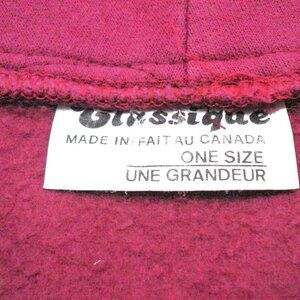 Classique
MADE IN/FAIT AU CANADA
ONE SIZE
UNE GRANDEUR